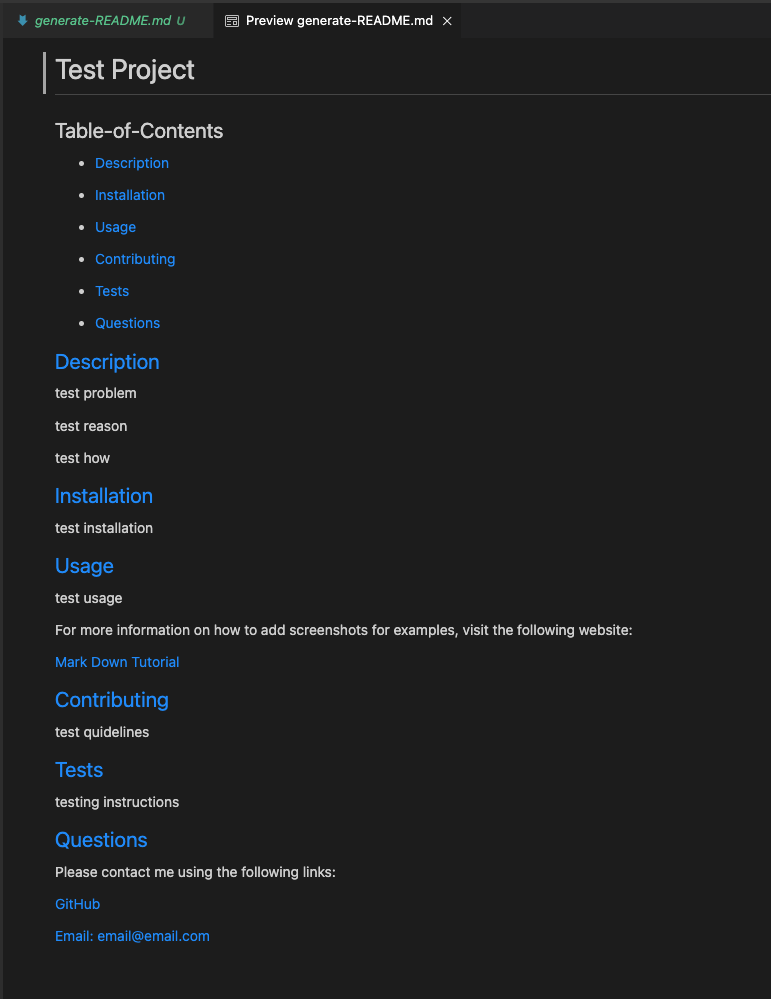 generate-README.md U
Preview generate-README.md
Test Project
Table-of-Contents
Description
Installation
Usage
Contributing
Tests
Questions
Description
test problem
test reason
test how
Installation
test installation
Usage
test usage
For more information on how to add screenshots for examples, visit the following website:
Mark Down Tutorial
Contributing
test quidelines
Tests
testing instructions
Questions
Please contact me using the following links:
GitHub
Email: email@email.com